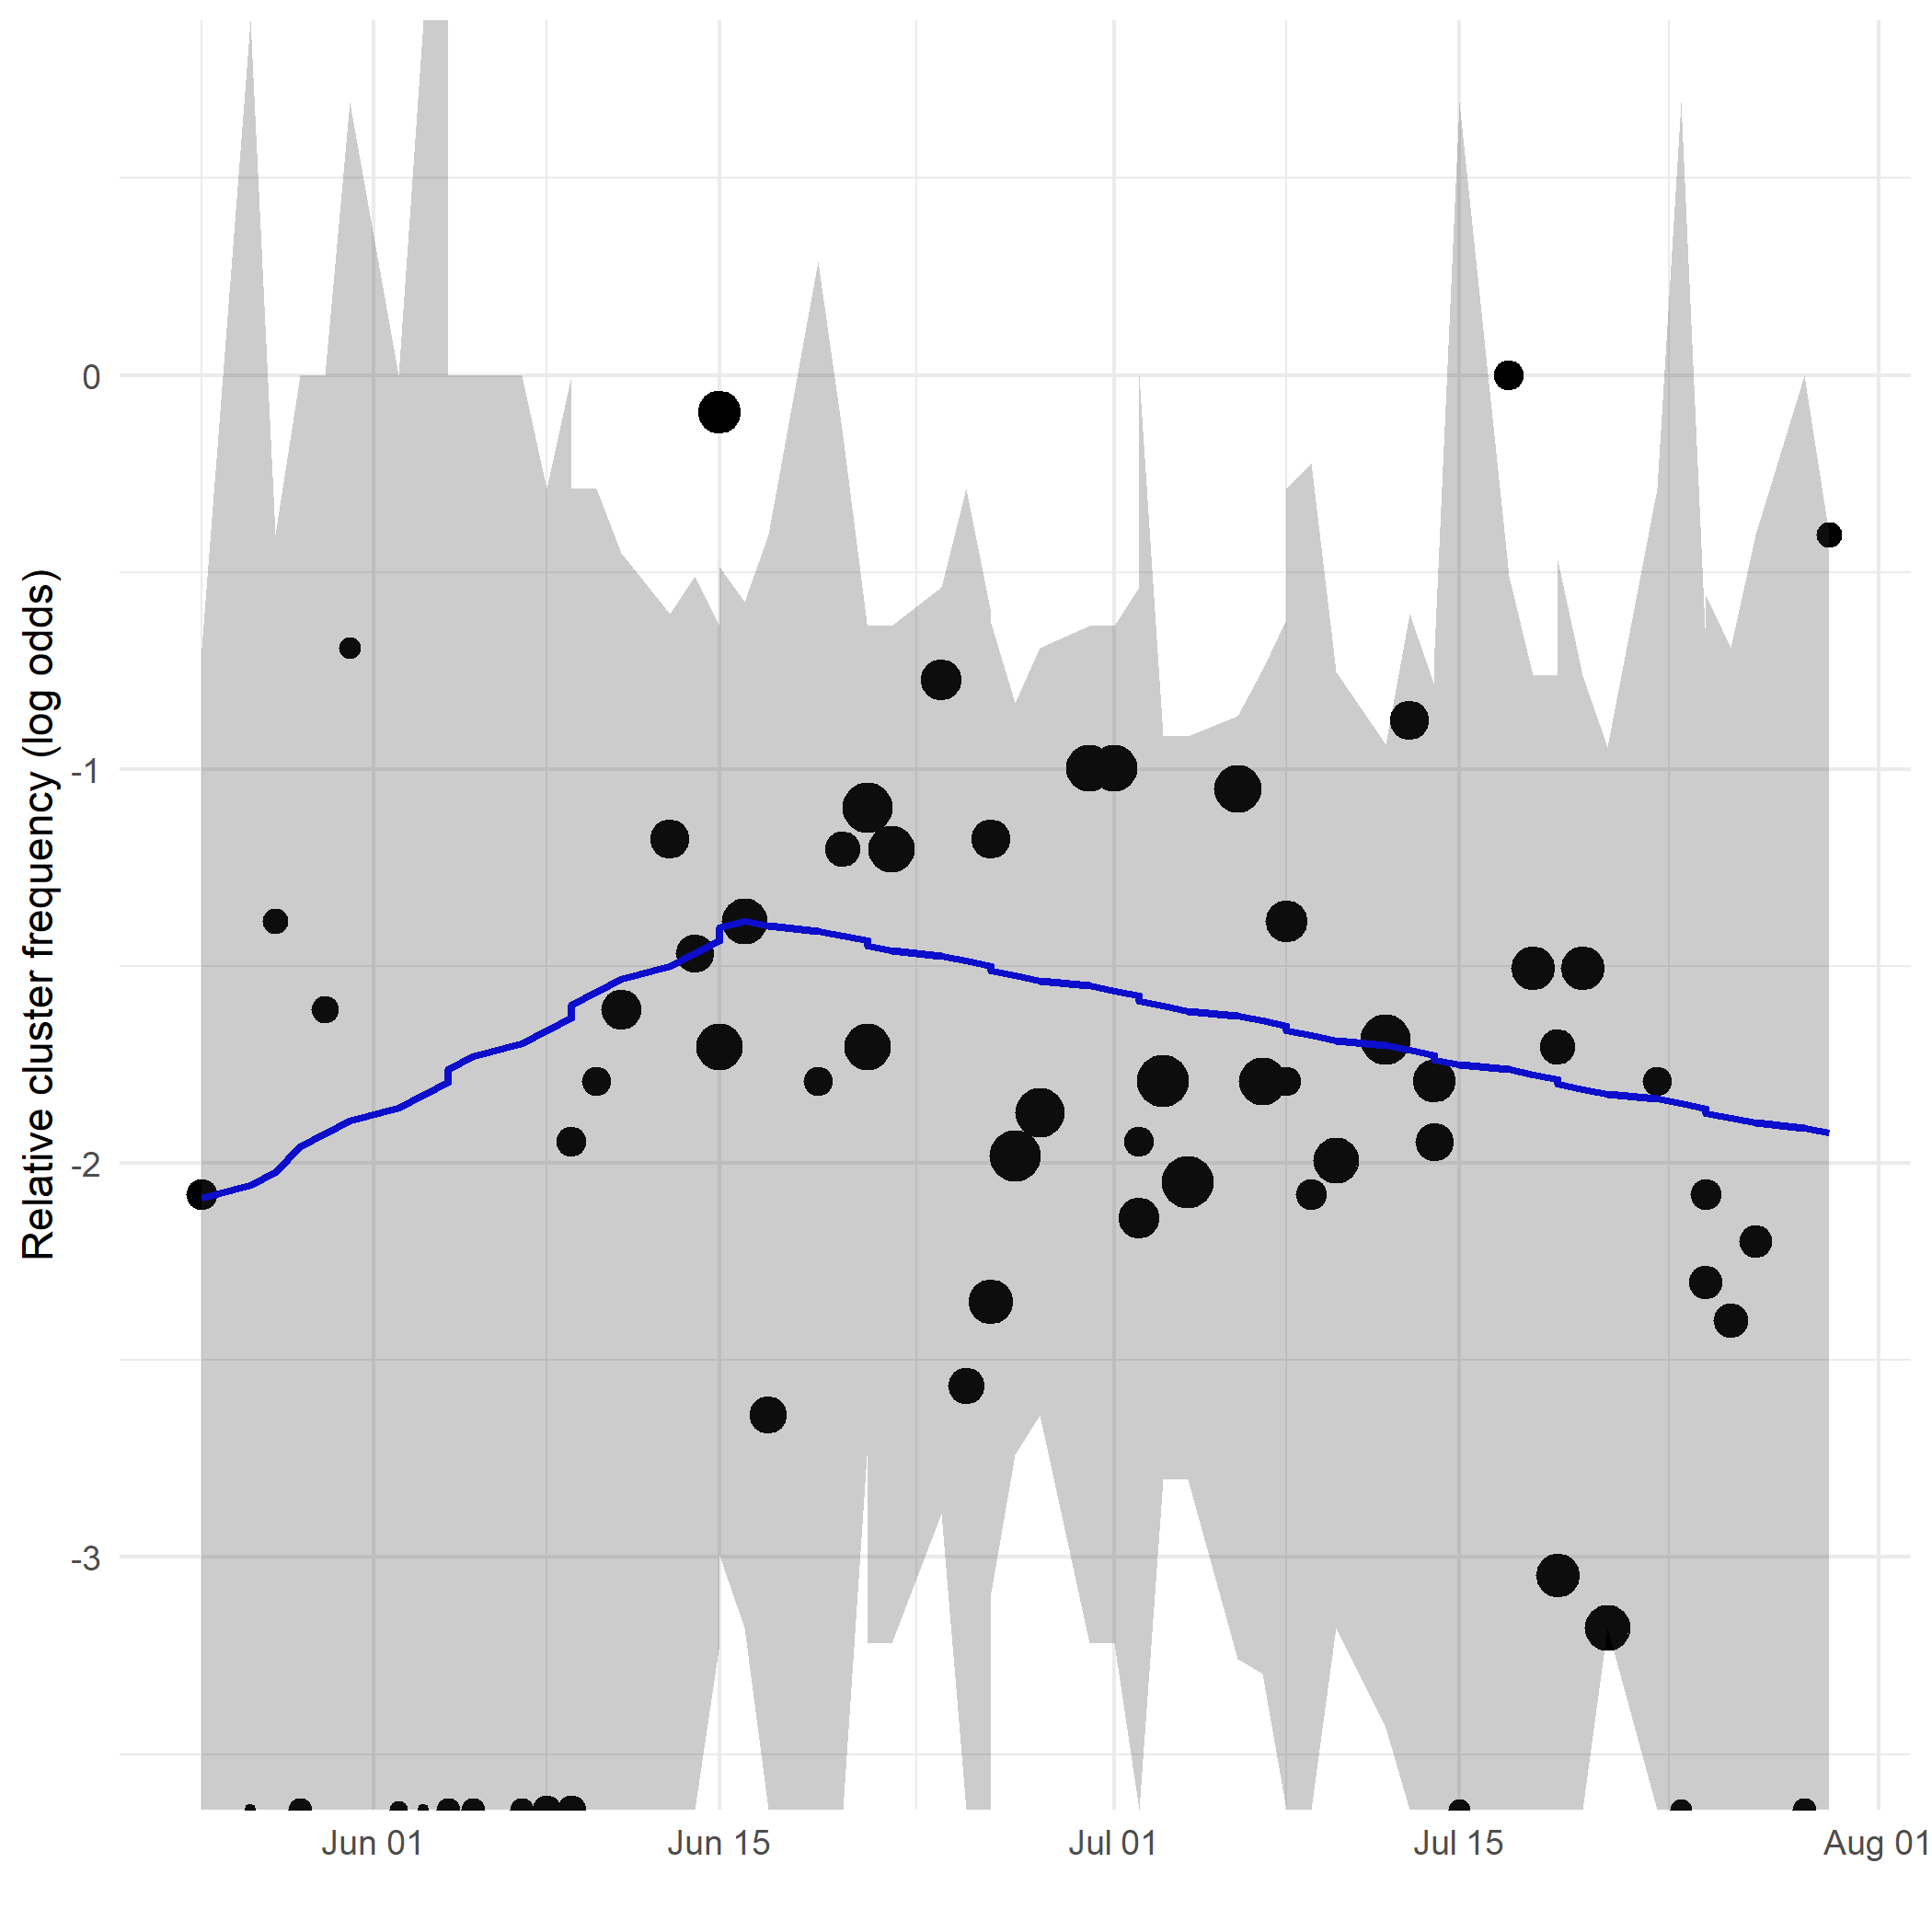 Relative cluster frequency (log odds)
0
-1
-2
-3
Jun 01
Jun 15
Jul 01
Jul 15
Aug 01